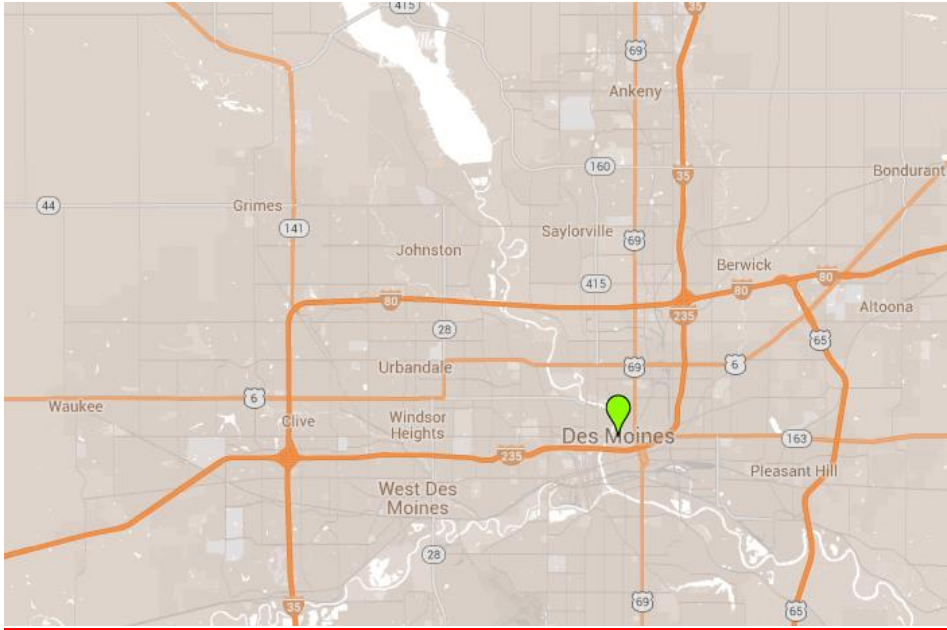 415
35
69
Ankeny
160
35
Bondurant
44
Grimes
141
Saylorville
69
Johnston
Berwick
80
80
80
415
Altoona
235
28
65
Urbandale
69
6
6
Waukee
Clive
Windsor
Heights
Des Moines
163
235
Pleasant Hill
West Des
Moines
28
35
69
65